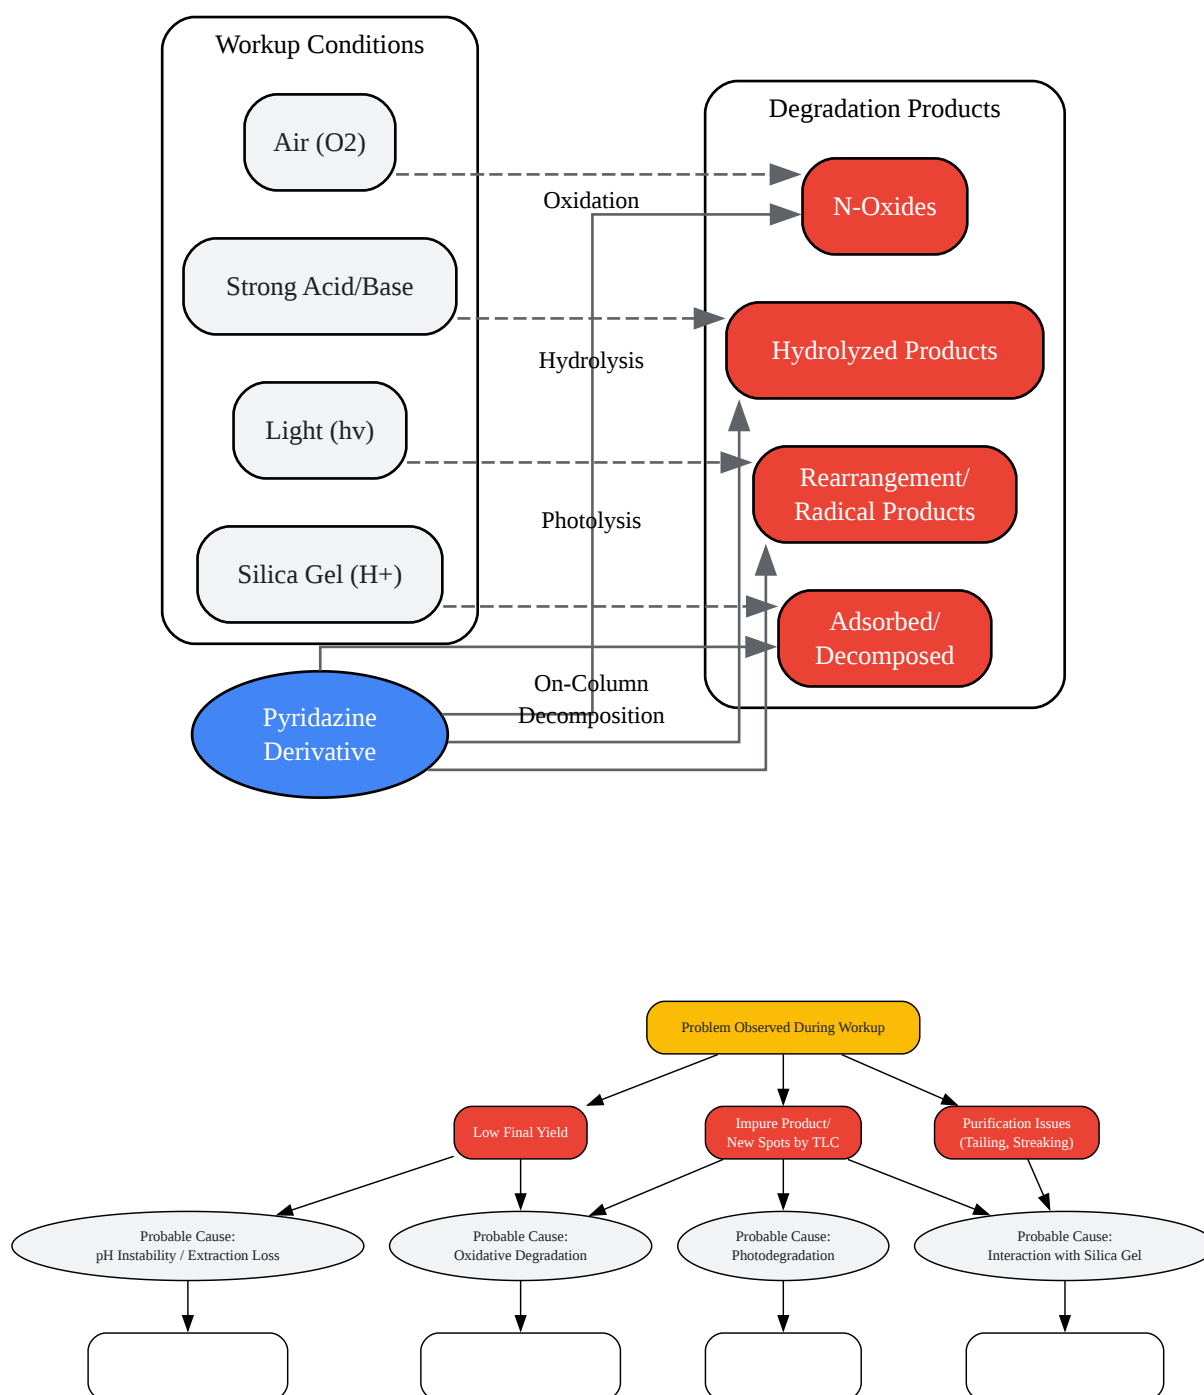 Workup Conditions
Air (O2)
Strong Acid/Base
Light (hv)
Silica Gel (H+)
Pyridazine
Derivative
Oxidation
Hydrolysis
Photolysis
On-Column
Decomposition
Degradation Products
N-Oxides
Hydrolyzed Products
Rearrangement/
Radical Products
Adsorbed/
Decomposed
Problem Observed During Workup
Low Final Yield
Impure Product/
New Spots by TLC
Purification Issues
(Tailing, Streaking)
Probable Cause:
pH Instability / Extraction Loss
Probable Cause:
Oxidative Degradation
Probable Cause:
Photodegradation
Probable Cause:
Interaction with Silica Gel